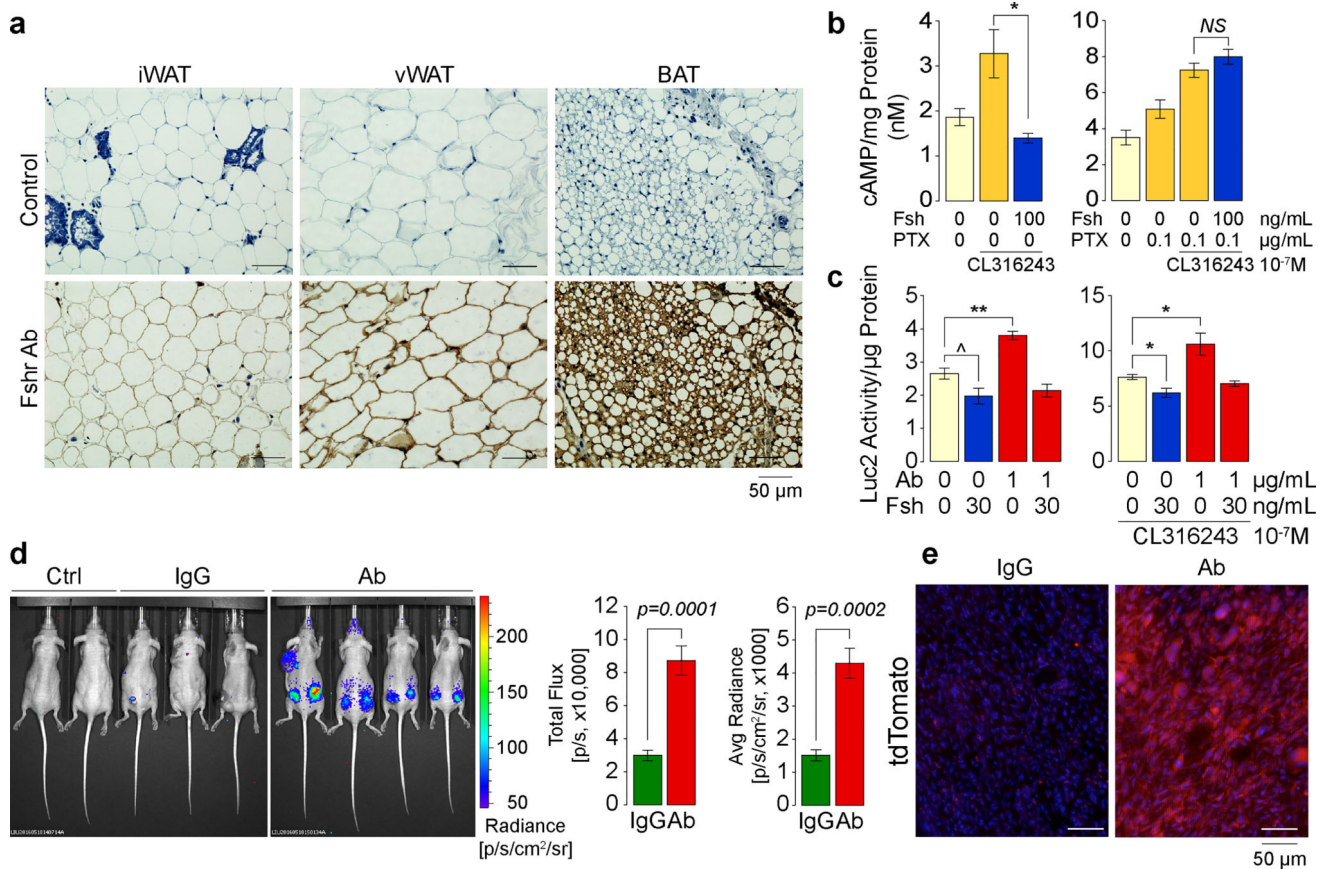 a
iWAT vWAT BAT
Control
Fshr Ab
50 µm
b
cAMP/mg Protein
(nM)
4
3
2
1
0
*
Fsh 0 0 100
PTX 0 0 0
CL316243
10
8
6
4
2
0
NS
Fsh 0 0 0 100 ng/mL
PTX 0 0.1 0.1 0.1 µg/mL
CL316243 10⁻⁷M
c
Luc2 Activity/µg Protein
5
4
3
2
1
0
**
^
Ab 0 0 1 1
Fsh 0 30 0 30
15
10
5
0
*
*
0 0 1 1 µg/mL
0 30 0 30 ng/mL
CL316243 10⁻⁷M
d
Ctrl IgG Ab
LIU20160518148714A
LIU20160518150134A
200
150
100
50
Radiance
[p/s/cm²/sr]
Total Flux
[p/s, x10,000]
12
10
8
6
4
2
0
p=0.0001
IgG Ab
Avg Radiance
[p/s/cm²/sr, x1000]
6
5
4
3
2
1
0
p=0.0002
IgG Ab
e
IgG Ab
tdTomato
50 µm